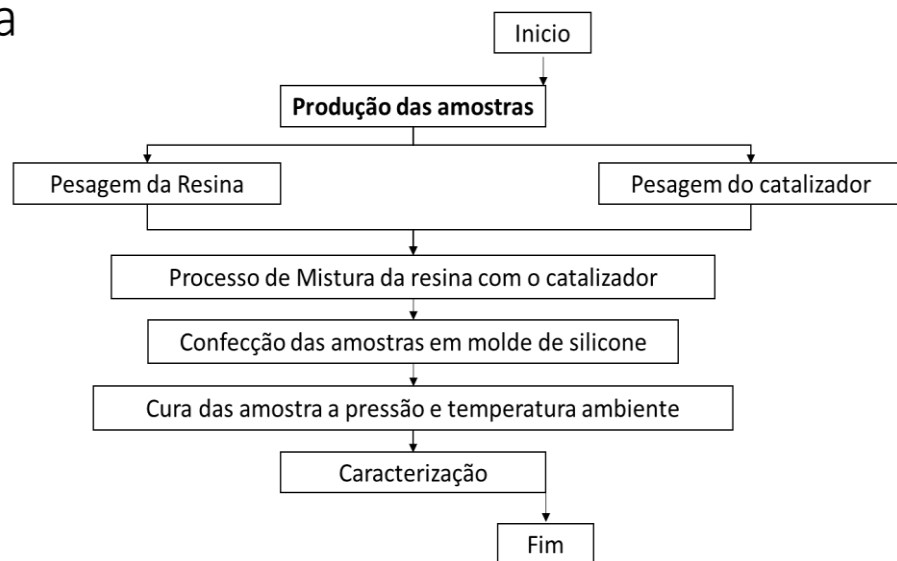 a
Inicio
Produção das amostras
Pesagem da Resina
Pesagem do catalizador
Processo de Mistura da resina com o catalizador
Confecção das amostras em molde de silicone
Cura das amostra a pressão e temperatura ambiente
Caracterização
Fim